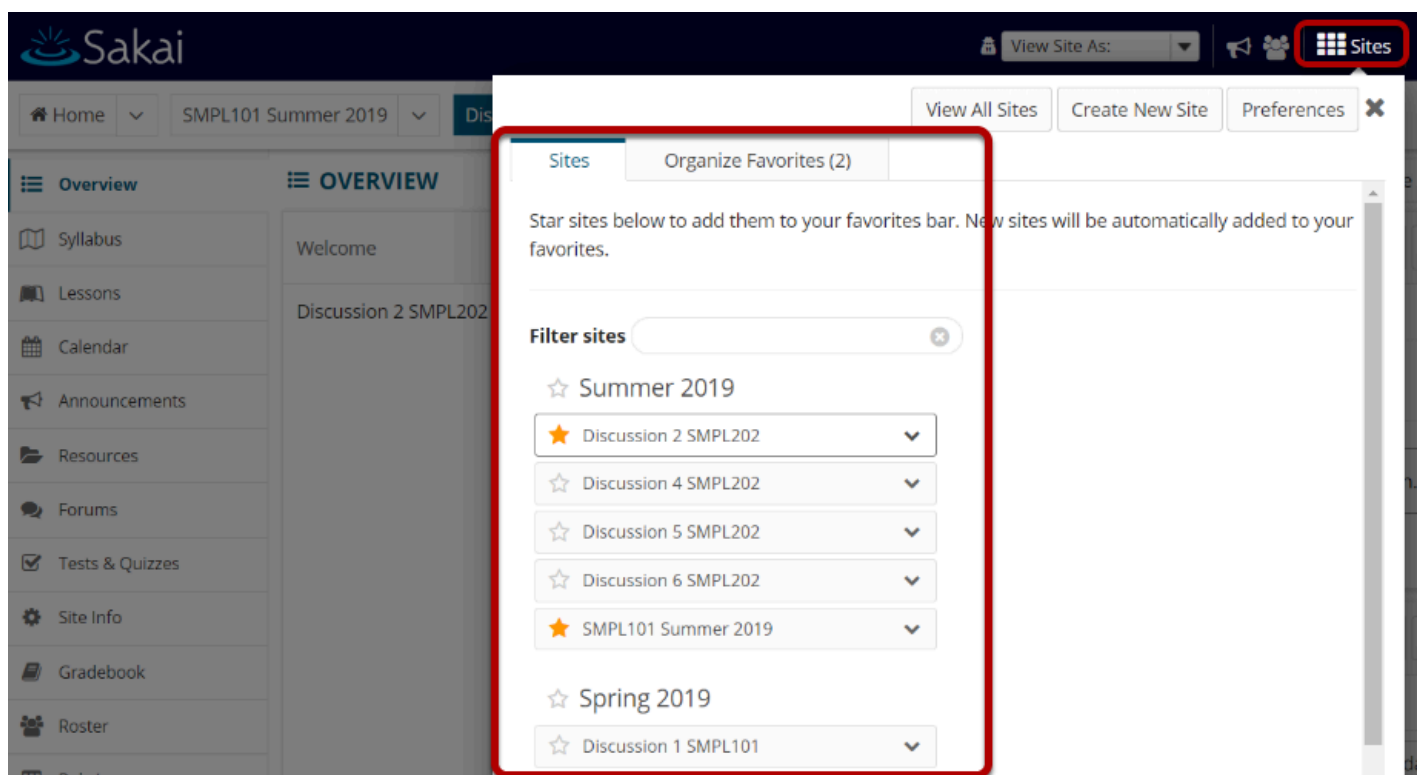 Sakai
View Site As:
Sites
Home
SMPL101 Summer 2019
Dis
View All Sites
Create New Site
Preferences
Sites
Organize Favorites (2)
Star sites below to add them to your favorites bar. New sites will be automatically added to your
favorites.
Filter sites
Summer 2019
Discussion 2 SMPL202
Discussion 4 SMPL202
Discussion 5 SMPL202
Discussion 6 SMPL202
SMPL101 Summer 2019
Spring 2019
Discussion 1 SMPL101
Overview
Syllabus
Lessons
Calendar
Announcements
Resources
Forums
Tests & Quizzes
Site Info
Gradebook
Roster
OVERVIEW
Welcome
Discussion 2 SMPL202